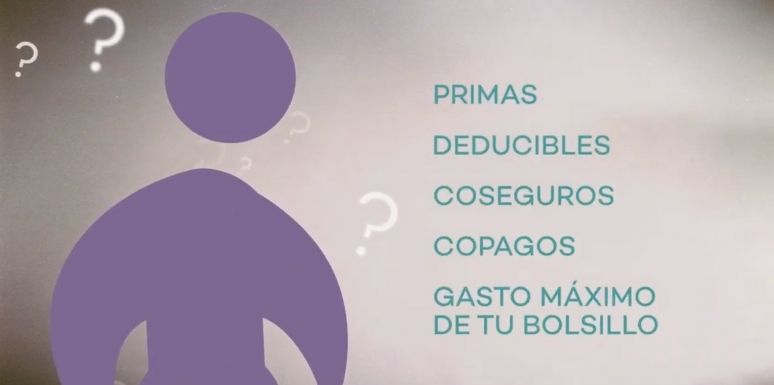 PRIMAS
DEDUCIBLES
COSEGUROS
COPAGOS
GASTO MÁXIMO
DE TU BOLSILLO